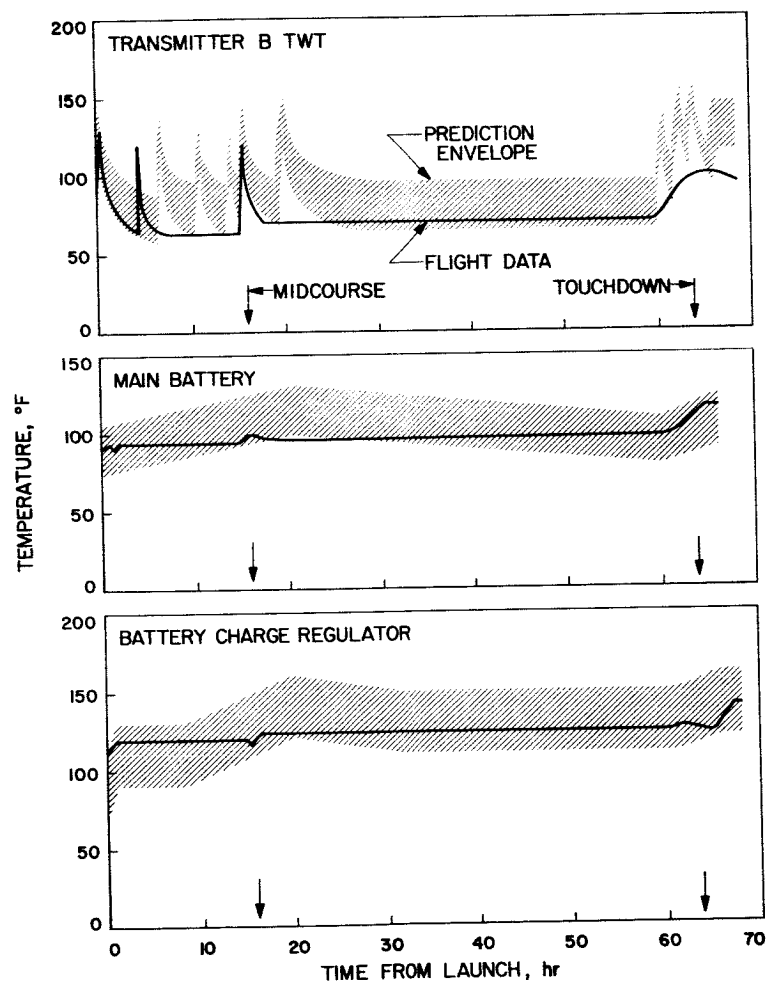 200
TRANSMITTER B TWT
150
PREDICTION
ENVELOPE
100
50
FLIGHT DATA
MIDCOURSE
TOUCHDOWN
0
150
MAIN BATTERY
100
50
0
TEMPERATURE, °F
200
BATTERY CHARGE REGULATOR
150
100
50
0
0 10 20 30 40 50 60 70
TIME FROM LAUNCH, hr